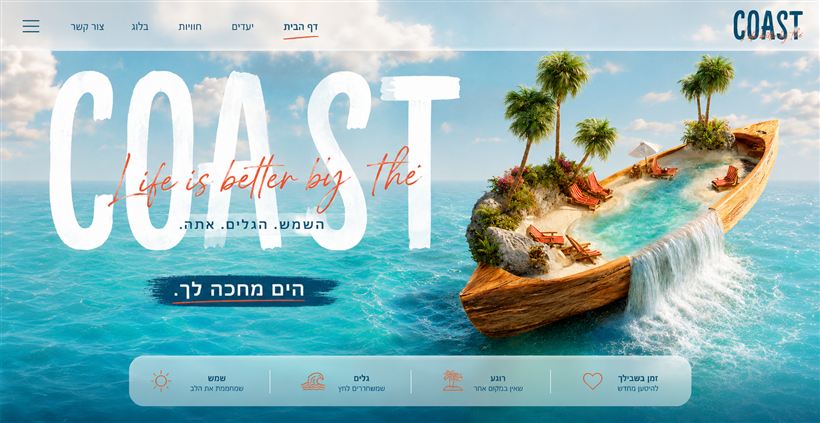 COAST
דף הבית
יעדים
חוויות
בלוג
צור קשר
COAST
Life is better by the
השמש. הגלים. אתה.
הים מחכה לך.
זמן בשבילך
להיטען מחדש
רוגע
שאין במקום אחר
גלים
שמשחררים לחץ
שמש
שמחממת את הלב